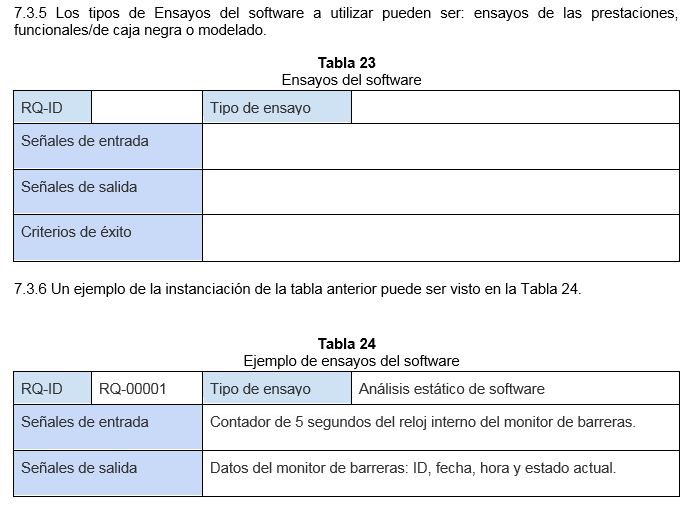 7.3.5 Los tipos de Ensayos del software a utilizar pueden ser: ensayos de las prestaciones,
funcionales/de caja negra o modelado.
Tabla 23
Ensayos del software
RQ-ID Tipo de ensayo
Señales de entrada
Señales de salida
Criterios de éxito
7.3.6 Un ejemplo de la instanciación de la tabla anterior puede ser visto en la Tabla 24.
Tabla 24
Ejemplo de ensayos del software
RQ-ID RQ-00001 Tipo de ensayo Análisis estático de software
Señales de entrada Contador de 5 segundos del reloj interno del monitor de barreras.
Señales de salida Datos del monitor de barreras: ID, fecha, hora y estado actual.